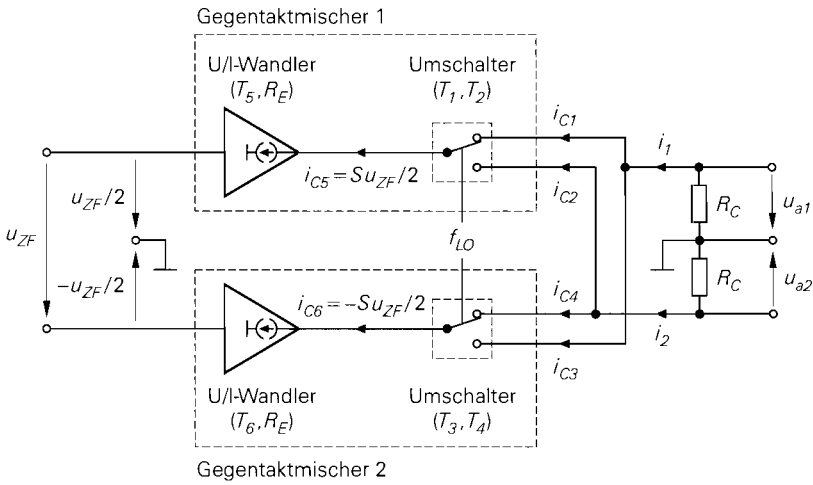 Gegentaktmischer 1
U/I-Wandler
(T5, RE)
Umschalter
(T1, T2)
iC1
i1
iC5 = SuZF/2
iC2
uZF/2
RC
ua1
uZF
fLO
-uZF/2
iC6 = -SuZF/2
iC4
RC
ua2
i2
iC3
U/I-Wandler
(T6, RE)
Umschalter
(T3, T4)
Gegentaktmischer 2